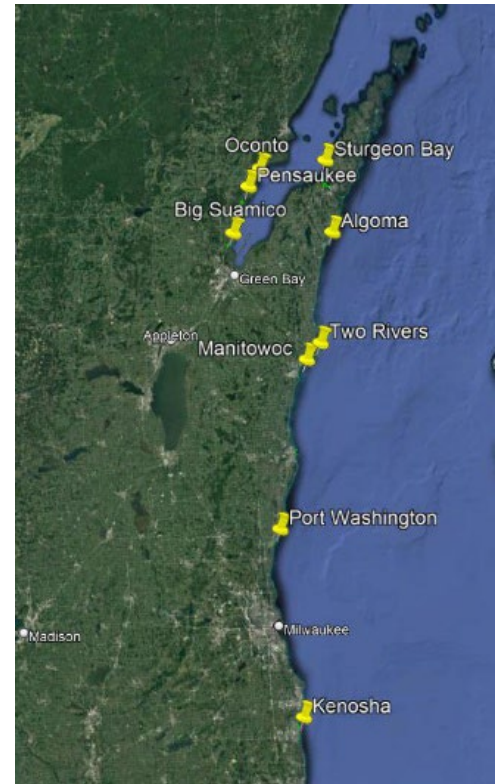 Oconto
Sturgeon Bay
Pensaukee
Big Suamico
Algoma
Green Bay
Two Rivers
Appleton
Manitowoc
Port Washington
Milwaukee
Madison
Kenosha